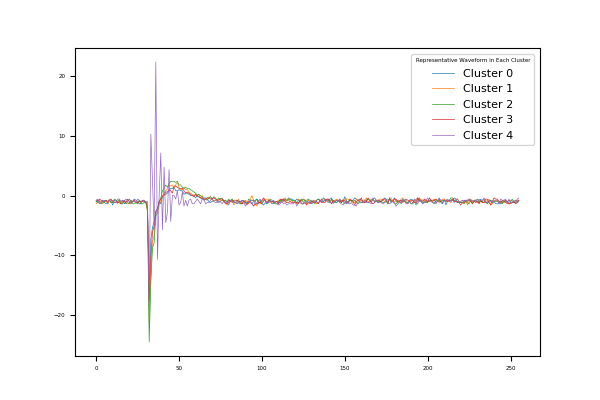 Representative Waveform in Each Cluster
Cluster 0
Cluster 1
Cluster 2
Cluster 3
Cluster 4
20
10
0
−10
−20
0 50 100 150 200 250